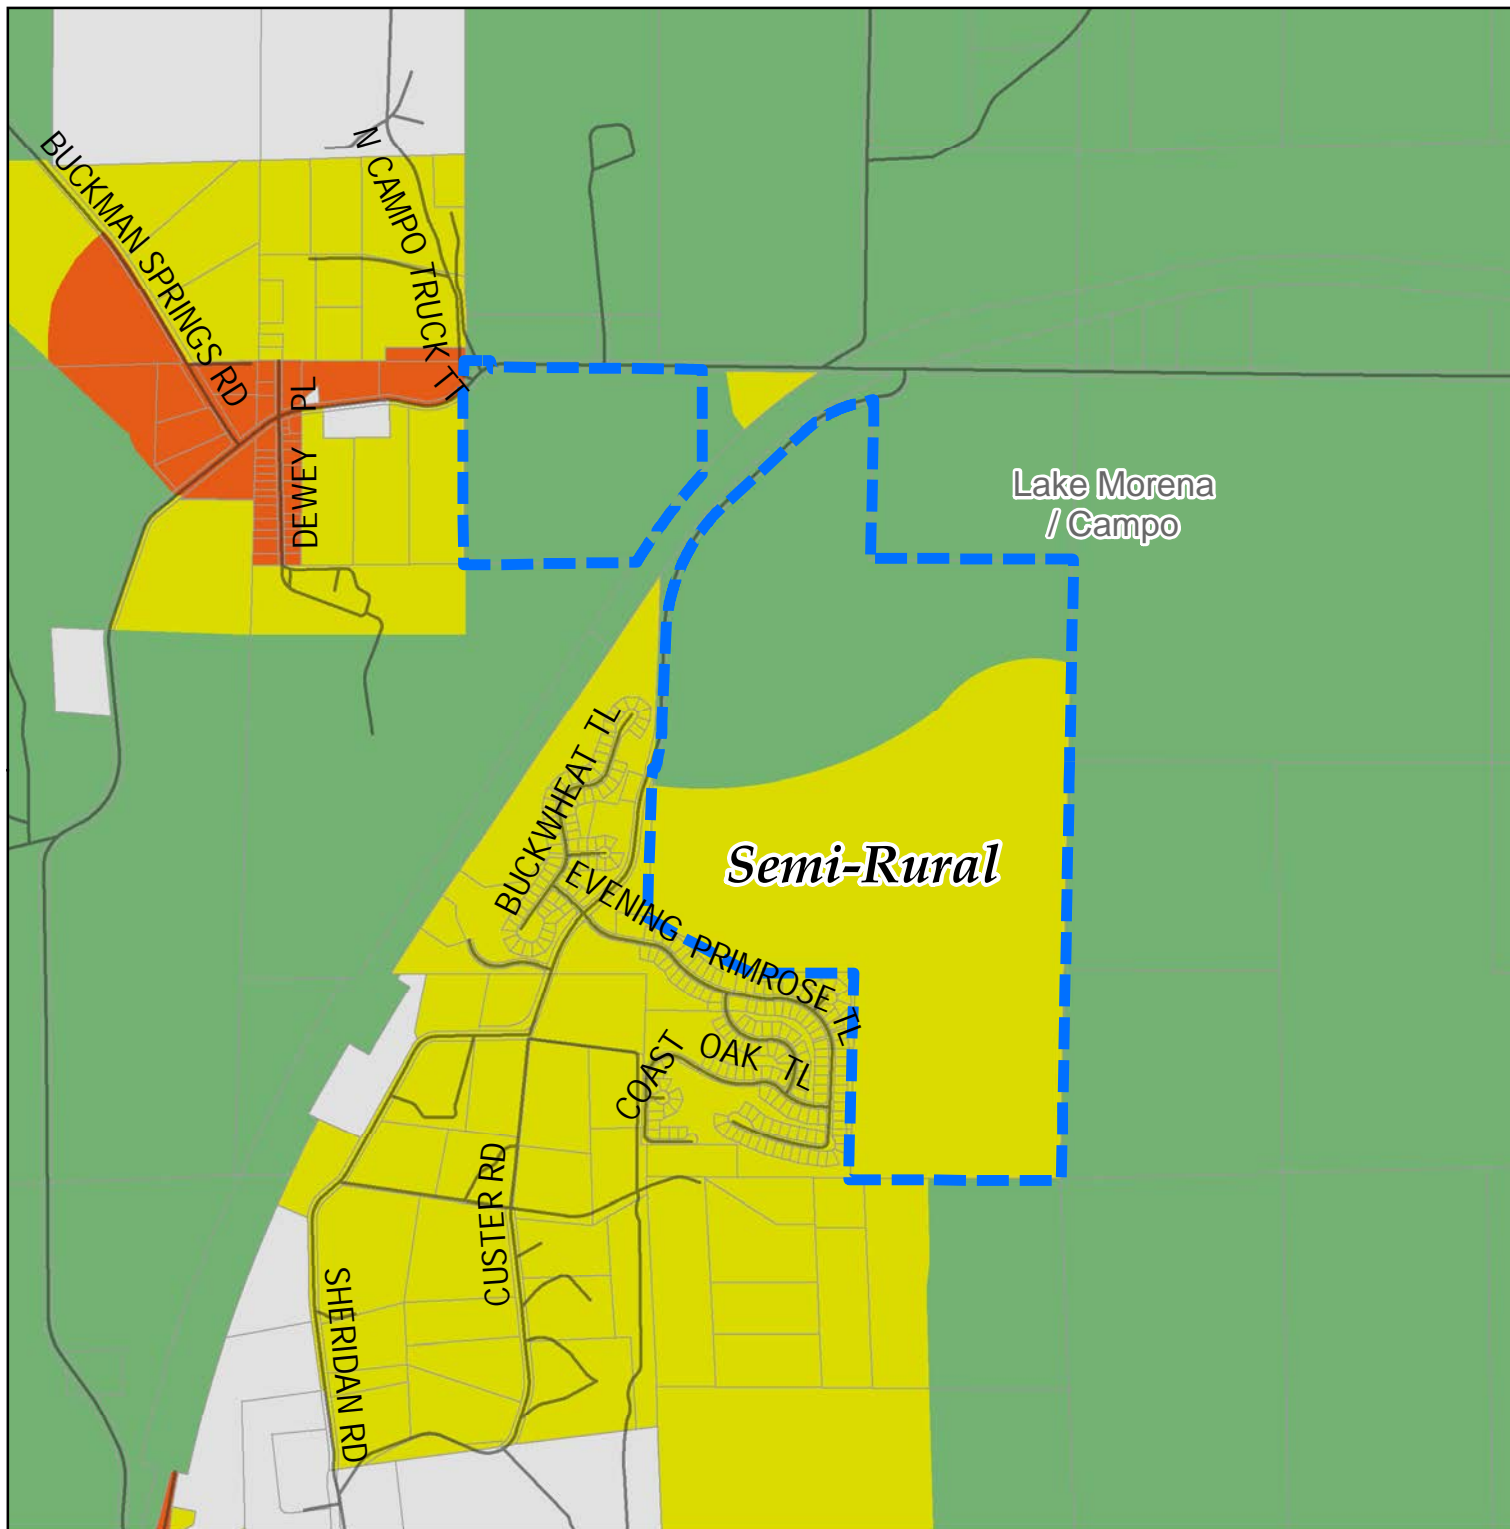 BUCKMAN SPRINGS RD
N CAMPO TRUCK TT
DEWEY PL
Lake Morena
/ Campo
BUCKWHEAT TL
Semi-Rural
EVENING PRIMROSE TL
COAST OAK TL
CUSTER RD
SHERIDAN RD